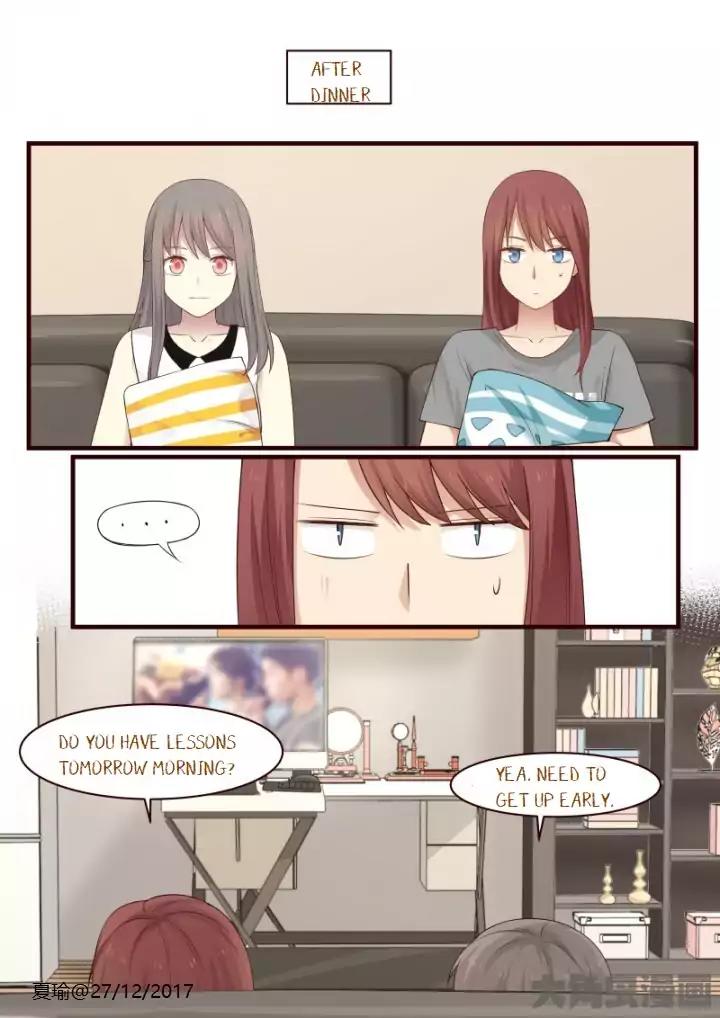 AFTER
DINNER
....
DO YOU HAVE LESSONS
TOMORROW MORNING?
YEA. NEED TO
GET UP EARLY.
夏瑜@27/12/2017